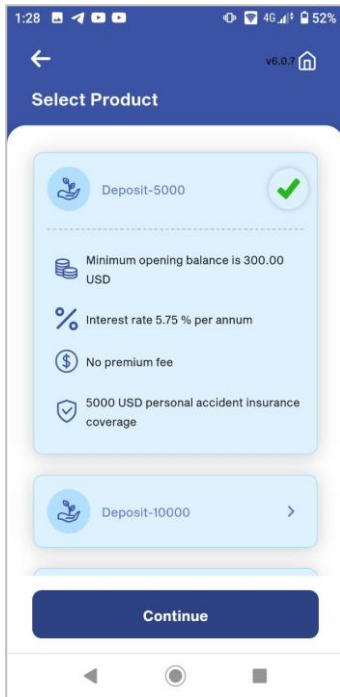 1:28
4G
52%
v6.0.7
Select Product
Deposit-5000
Minimum opening balance is 300.00
USD
Interest rate 5.75 % per annum
No premium fee
5000 USD personal accident insurance
coverage
Deposit-10000
Continue